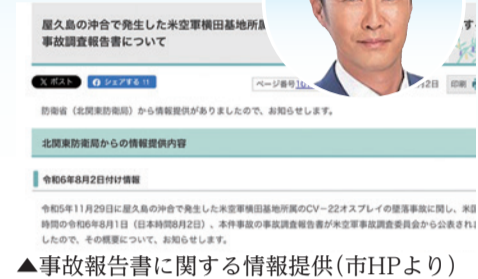 屋久島の沖合で発生した米空軍横田基地所属
事故調査報告書について
ポスト シェアする 11
ページ番号10
月2日 印刷
防衛省（北関東防衛局）から情報提供がありましたので、お知らせします。
北関東防衛局からの情報提供内容
令和6年8月2日付け情報
令和5年11月29日に屋久島の沖合で発生した米空軍横田基地所属のCV－22オスプレイの墜落事故に関し、米国
時間の令和6年8月1日（日本時間8月2日）、本件事故の事故調査報告書が米空軍事故調査委員会から公表されま
したので、その概要について、お知らせします。
▲事故報告書に関する情報提供(市HPより)